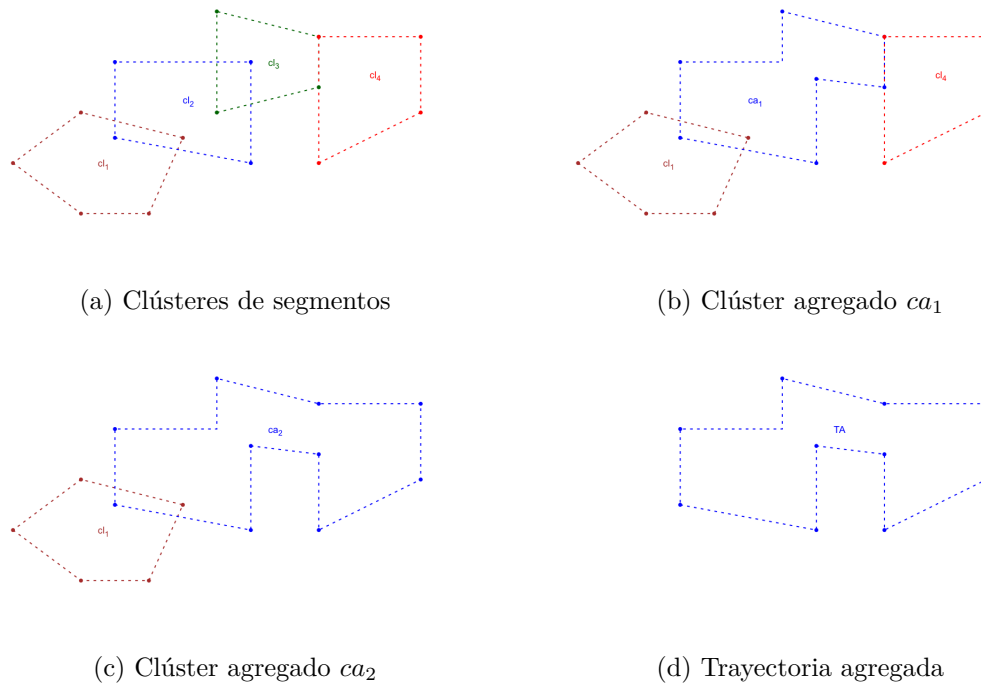 cl3
cl4
cl2
cl1
ca1
cl4
cl1
(a) Clústeres de segmentos
(b) Clúster agregado ca1
ca2
cl1
TA
(c) Clúster agregado ca2
(d) Trayectoria agregada